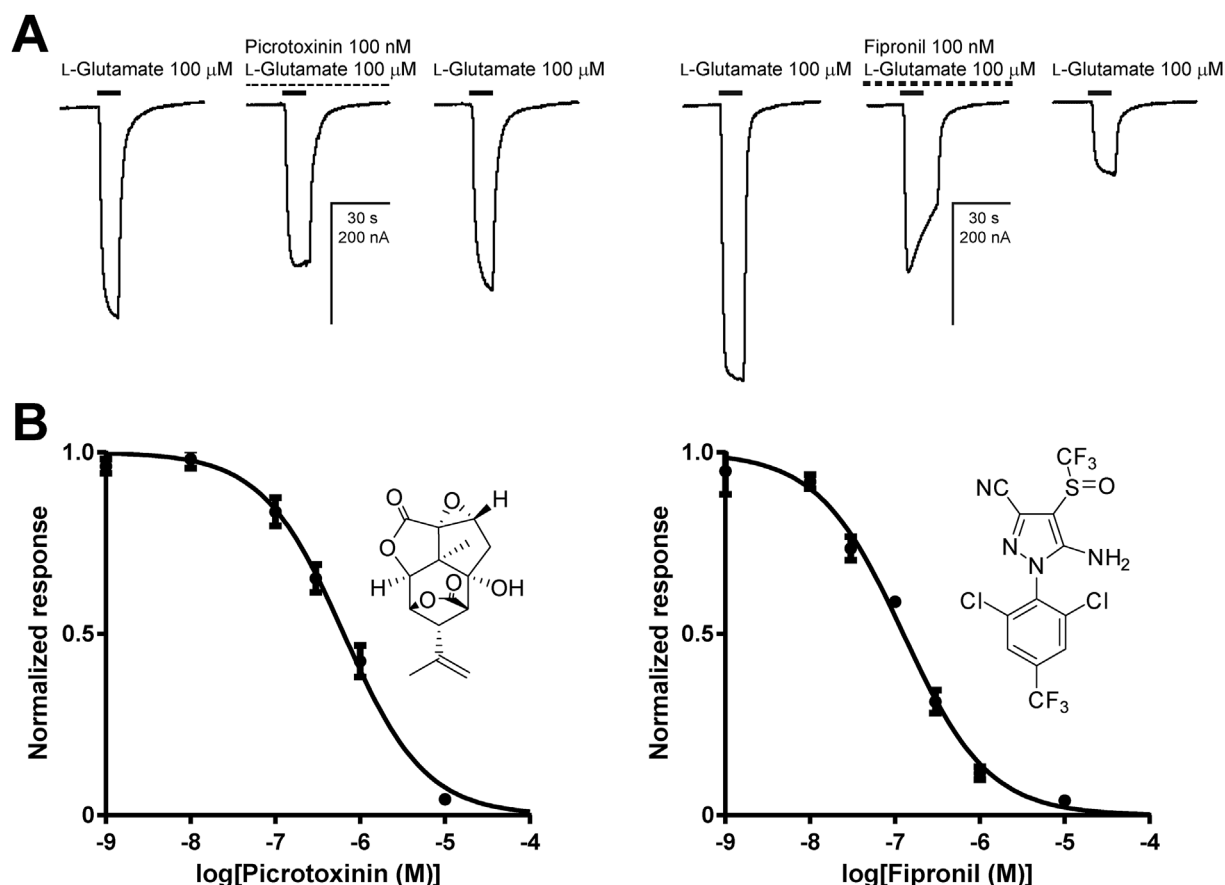 A
Picrotoxinin 100 nM
L-Glutamate 100 μM
L-Glutamate 100 μM
L-Glutamate 100 μM
30 s
200 nA
Fipronil 100 nM
L-Glutamate 100 μM
L-Glutamate 100 μM
L-Glutamate 100 μM
30 s
200 nA
B
Normalized response
1.0
0.5
0
-9
-8
-7
-6
-5
-4
log[Picrotoxinin (M)]
O
O
H
O
H
O
O
OH
Normalized response
1.0
0.5
0
-9
-8
-7
-6
-5
-4
log[Fipronil (M)]
CF3
NC
S=O
N
N
NH2
Cl
Cl
CF3